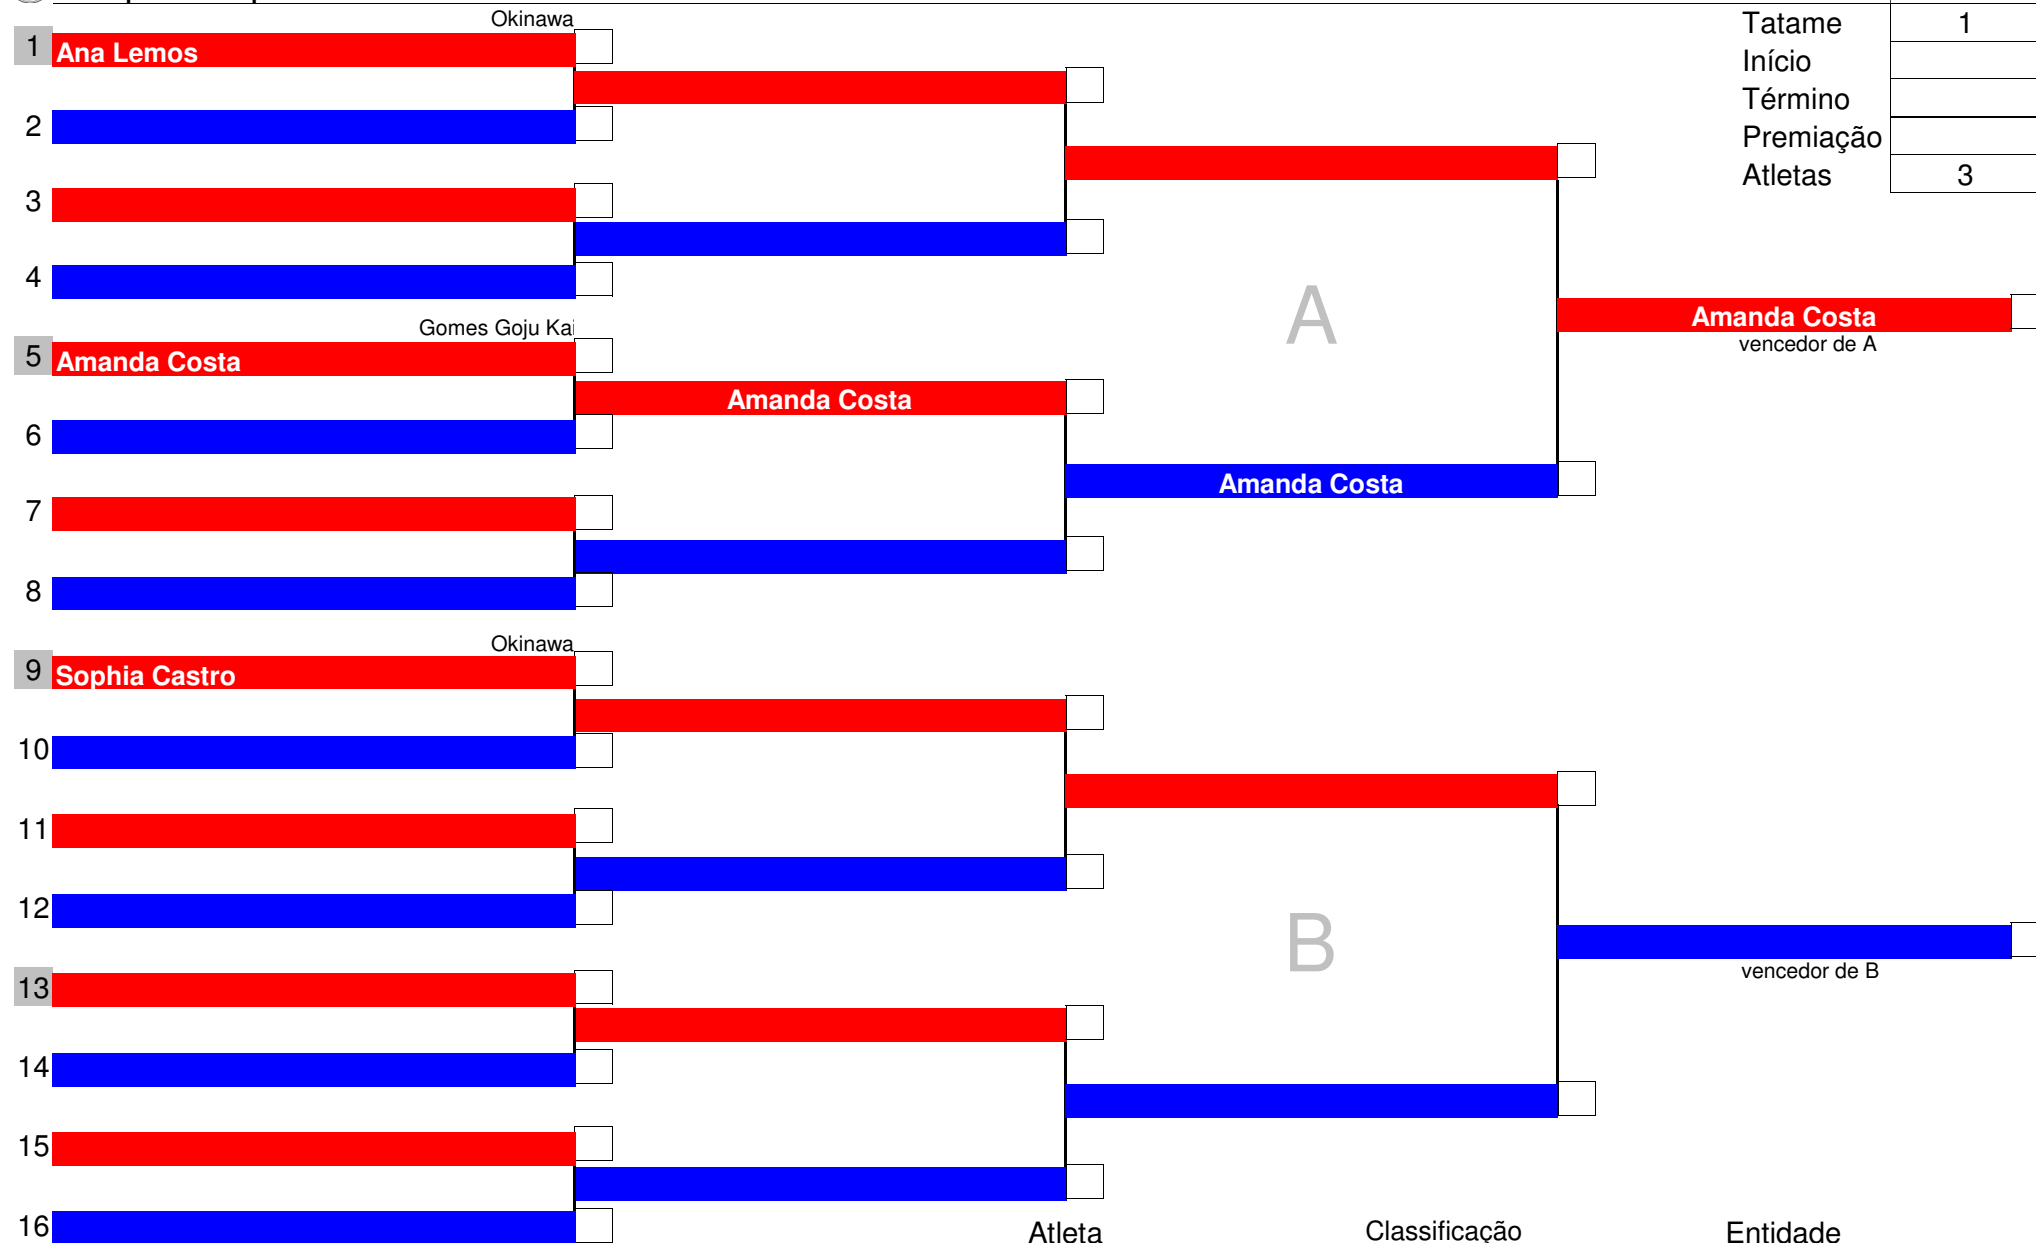 Okinawa
Tatame 1
1 Ana Lemos
Início
Término
2
Premiação
Atletas 3
3
4
Gomes Goju Kai
A
Amanda Costa
vencedor de A
5 Amanda Costa
Amanda Costa
6
Amanda Costa
7
8
Okinawa
9 Sophia Castro
10
11
12
B
vencedor de B
13
14
15
16
Atleta Classificação Entidade